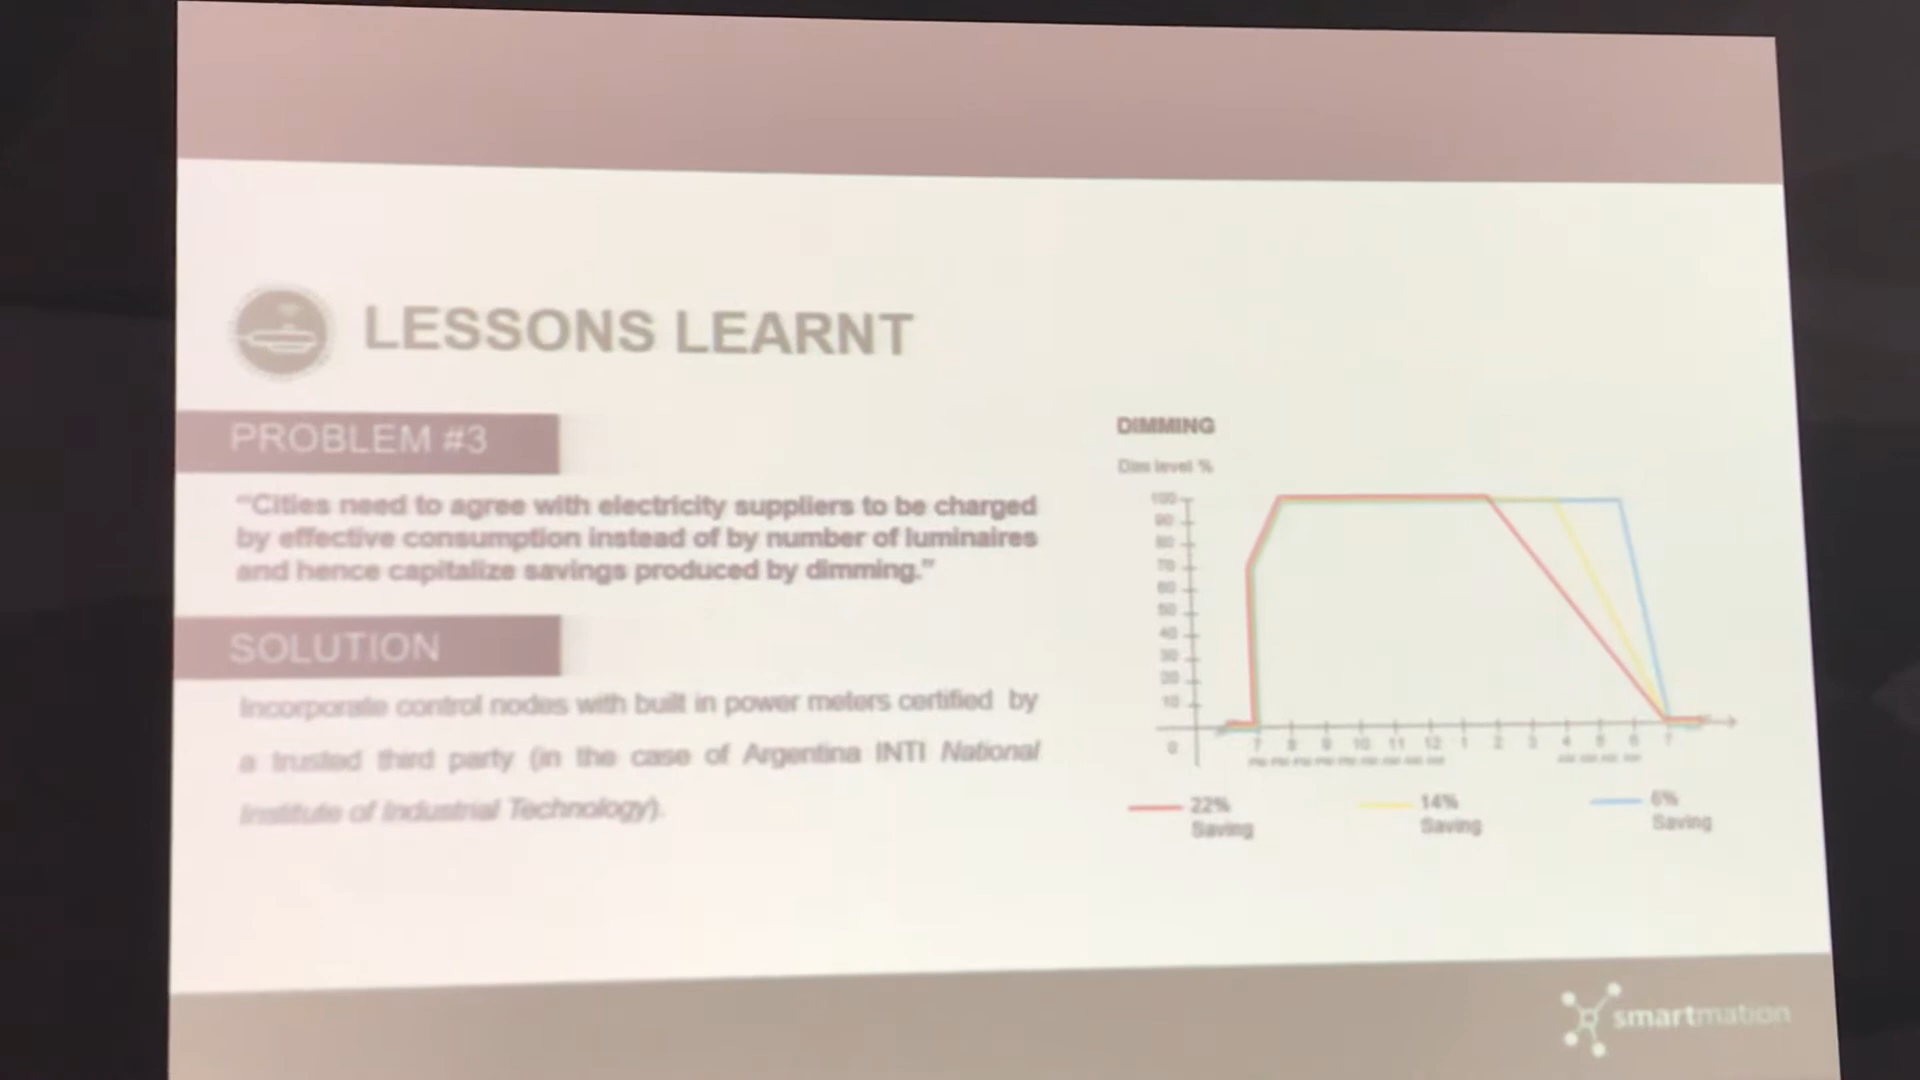 LESSONS LEARNT
PROBLEM #3
"Cities need to agree with electricity suppliers to be charged
by effective consumption instead of by number of luminaires
and hence capitalize savings produced by dimming."
SOLUTION
Incorporate control nodes with built in power meters certified by
a trusted third party (in the case of Argentina INTI National
Institute of Industrial Technology).
DIMMING
Dim level %
100
90
80
70
60
50
40
30
20
10
0 7 8 9 10 11 12 1 2 3 4 5 6 7
22% Saving
14% Saving
6% Saving
smartmation